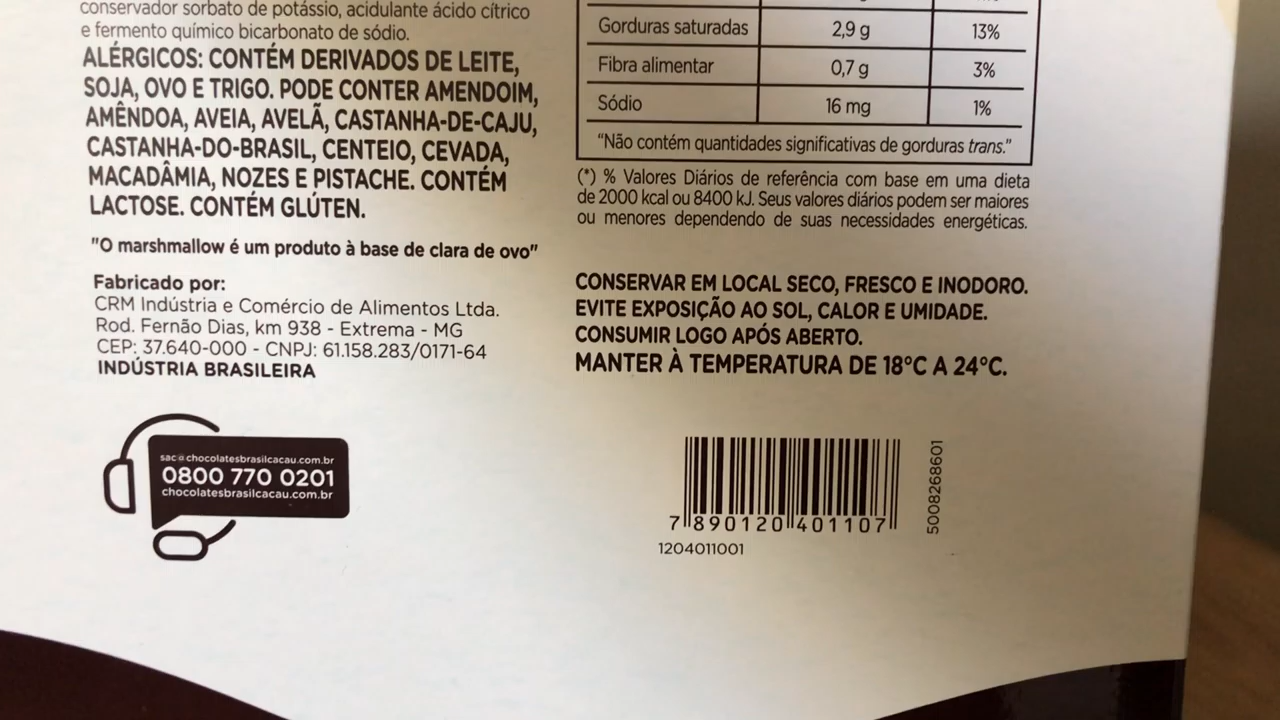 conservador sorbato de potássio, acidulante ácido cítrico
e fermento químico bicarbonato de sódio.
ALÉRGICOS: CONTÉM DERIVADOS DE LEITE,
SOJA, OVO E TRIGO. PODE CONTER AMENDOIM,
AMÊNDOA, AVEIA, AVELÃ, CASTANHA-DE-CAJU,
CASTANHA-DO-BRASIL, CENTEIO, CEVADA,
MACADÂMIA, NOZES E PISTACHE. CONTÉM
LACTOSE. CONTÉM GLÚTEN.
"O marshmallow é um produto à base de clara de ovo"
Fabricado por:
CRM Indústria e Comércio de Alimentos Ltda.
Rod. Fernão Dias, km 938 - Extrema - MG
CEP: 37.640-000 - CNPJ: 61.158.283/0171-64
INDÚSTRIA BRASILEIRA
sac@chocolatesbrasilcacau.com.br
0800 770 0201
chocolatesbrasilcacau.com.br
Gorduras saturadas 2,9 g 13%
Fibra alimentar 0,7 g 3%
Sódio 16 mg 1%
"Não contém quantidades significativas de gorduras trans."
(*) % Valores Diários de referência com base em uma dieta
de 2000 kcal ou 8400 kJ. Seus valores diários podem ser maiores
ou menores dependendo de suas necessidades energéticas.
CONSERVAR EM LOCAL SECO, FRESCO E INODORO.
EVITE EXPOSIÇÃO AO SOL, CALOR E UMIDADE.
CONSUMIR LOGO APÓS ABERTO.
MANTER À TEMPERATURA DE 18°C A 24°C.
7 890120 401107
1204011001
5008268601